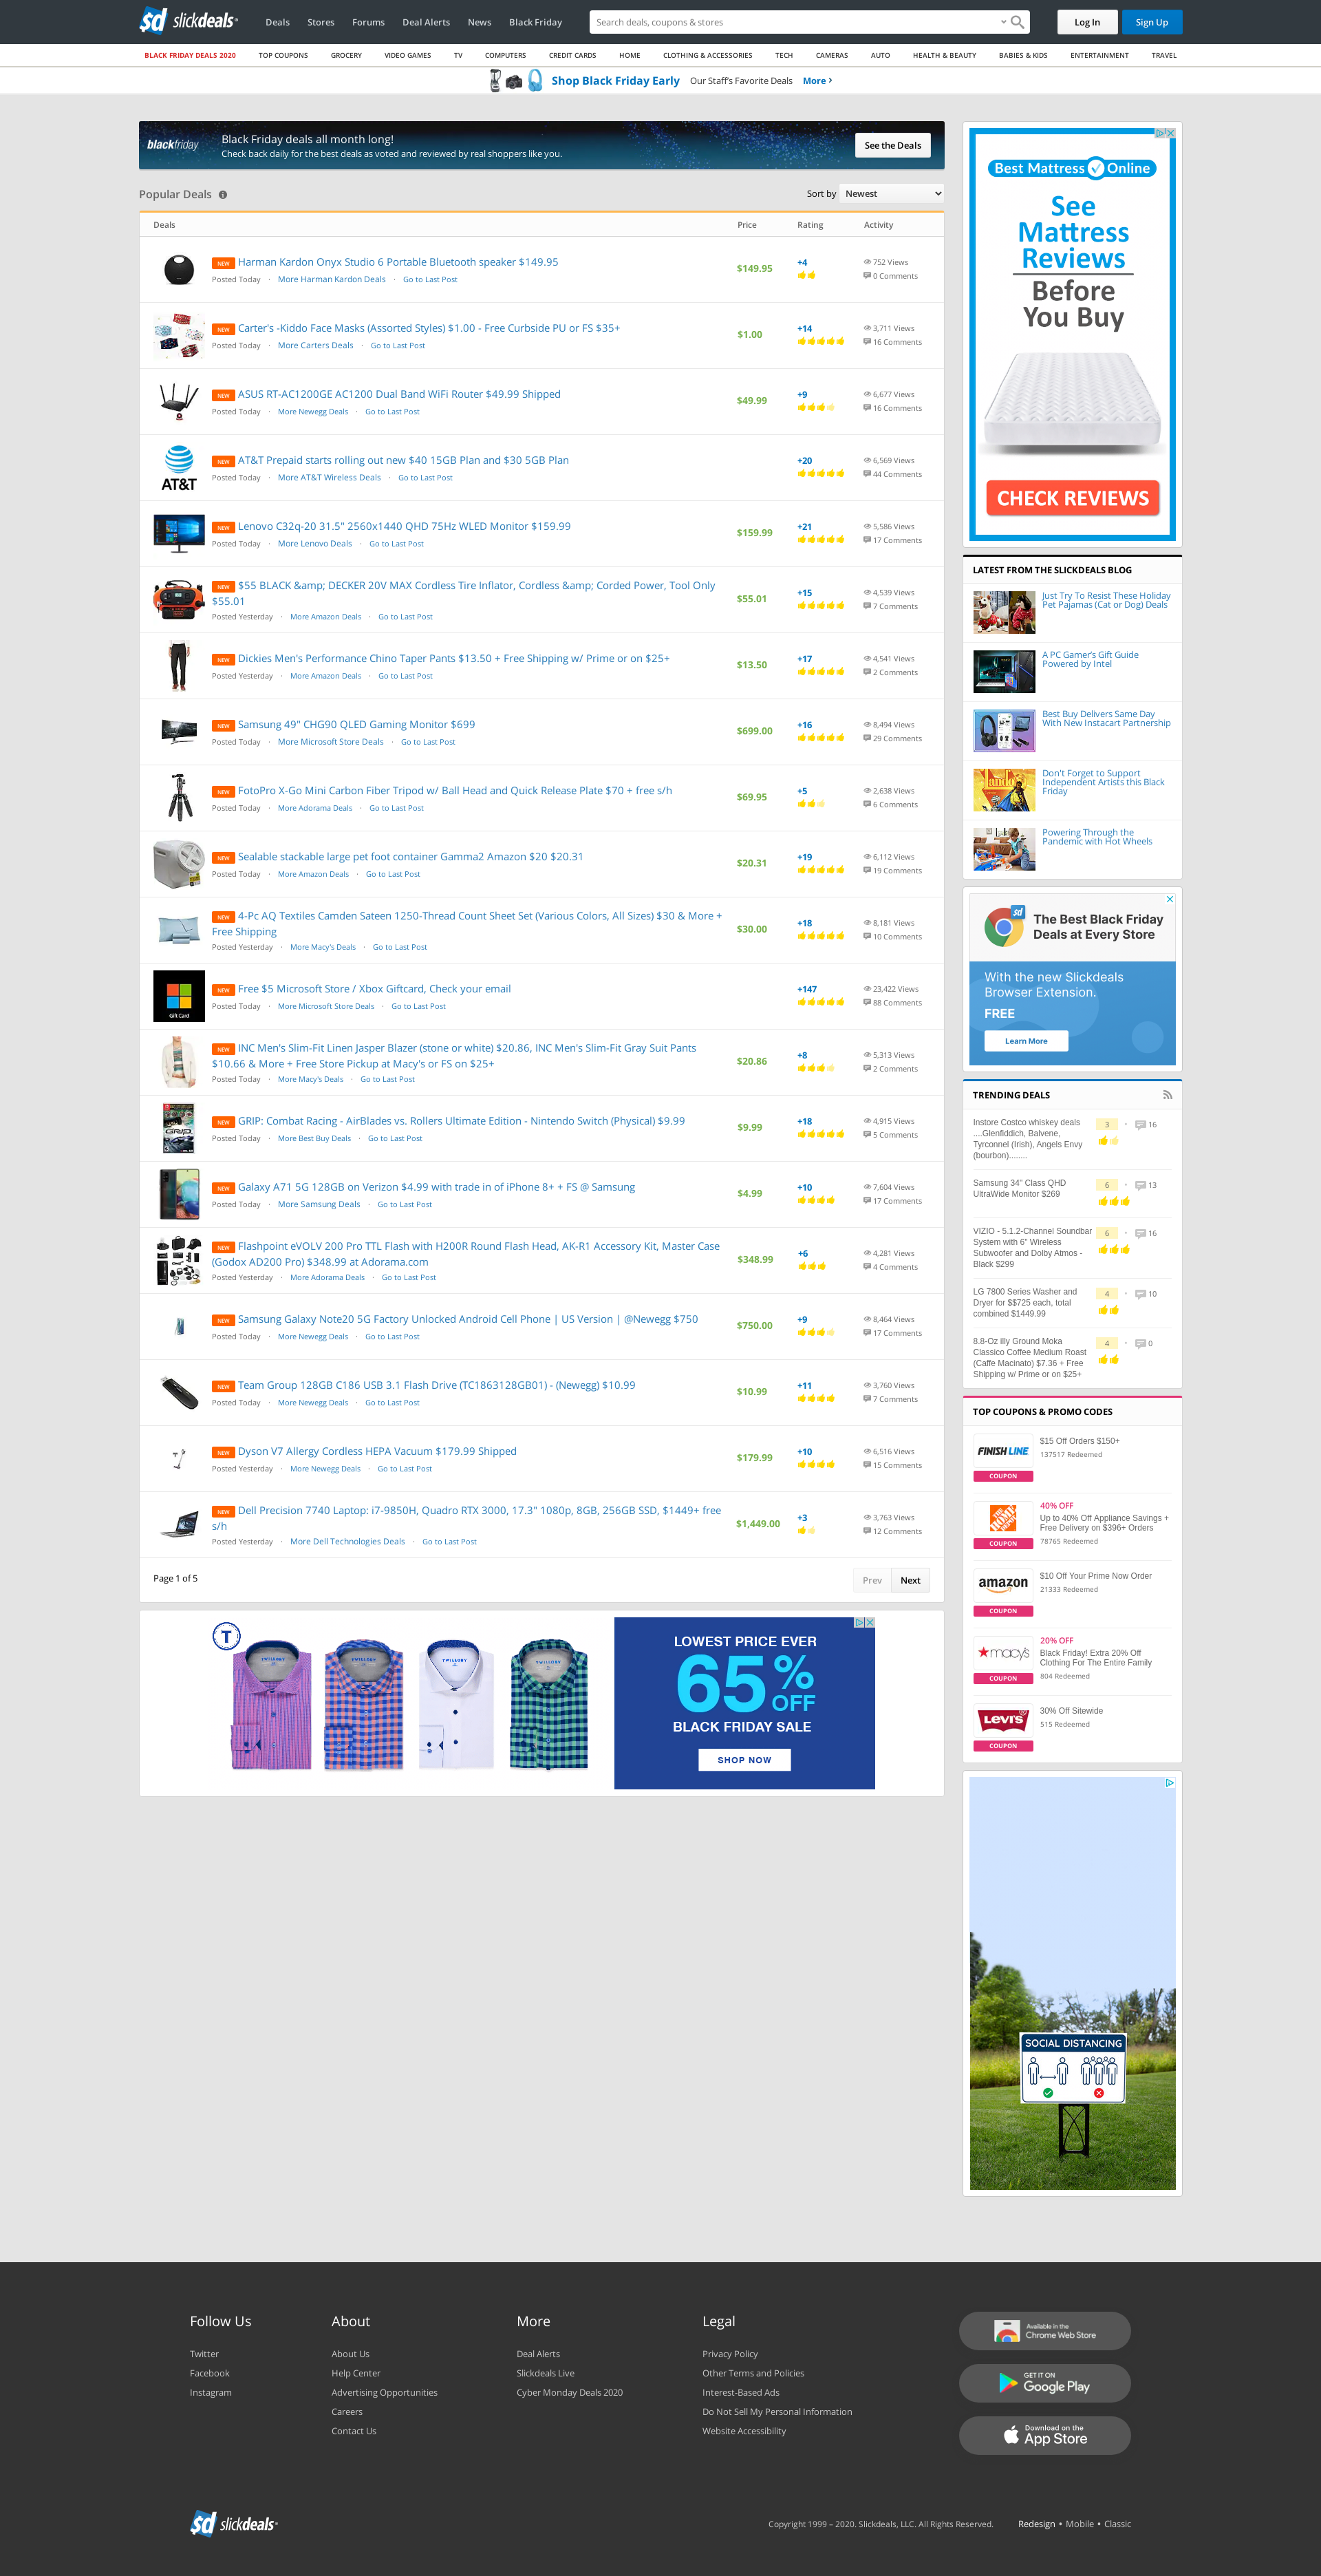 slickdeals
Deals Stores Forums Deal Alerts News Black Friday
Search deals, coupons & stores
Log In
Sign Up
BLACK FRIDAY DEALS 2020 TOP COUPONS GROCERY VIDEO GAMES TV COMPUTERS CREDIT CARDS HOME CLOTHING & ACCESSORIES TECH CAMERAS AUTO HEALTH & BEAUTY BABIES & KIDS ENTERTAINMENT TRAVEL
Shop Black Friday Early Our Staff's Favorite Deals More
blackfriday
Black Friday deals all month long!
Check back daily for the best deals as voted and reviewed by real shoppers like you.
See the Deals
Popular Deals
Sort by Newest
Deals Price Rating Activity
NEW Harman Kardon Onyx Studio 6 Portable Bluetooth speaker $149.95
Posted Today · More Harman Kardon Deals · Go to Last Post
$149.95
+4
752 Views
0 Comments
NEW Carter's -Kiddo Face Masks (Assorted Styles) $1.00 - Free Curbside PU or FS $35+
Posted Today · More Carters Deals · Go to Last Post
$1.00
+14
3,711 Views
16 Comments
NEW ASUS RT-AC1200GE AC1200 Dual Band WiFi Router $49.99 Shipped
Posted Today · More Newegg Deals · Go to Last Post
$49.99
+9
6,677 Views
16 Comments
AT&T
NEW AT&T Prepaid starts rolling out new $40 15GB Plan and $30 5GB Plan
Posted Today · More AT&T Wireless Deals · Go to Last Post
+20
6,569 Views
44 Comments
NEW Lenovo C32q-20 31.5" 2560x1440 QHD 75Hz WLED Monitor $159.99
Posted Today · More Lenovo Deals · Go to Last Post
$159.99
+21
5,586 Views
17 Comments
NEW $55 BLACK &amp; DECKER 20V MAX Cordless Tire Inflator, Cordless &amp; Corded Power, Tool Only
$55.01
Posted Yesterday · More Amazon Deals · Go to Last Post
$55.01
+15
4,539 Views
7 Comments
NEW Dickies Men's Performance Chino Taper Pants $13.50 + Free Shipping w/ Prime or on $25+
Posted Yesterday · More Amazon Deals · Go to Last Post
$13.50
+17
4,541 Views
2 Comments
NEW Samsung 49" CHG90 QLED Gaming Monitor $699
Posted Today · More Microsoft Store Deals · Go to Last Post
$699.00
+16
8,494 Views
29 Comments
NEW FotoPro X-Go Mini Carbon Fiber Tripod w/ Ball Head and Quick Release Plate $70 + free s/h
Posted Today · More Adorama Deals · Go to Last Post
$69.95
+5
2,638 Views
6 Comments
NEW Sealable stackable large pet foot container Gamma2 Amazon $20 $20.31
Posted Today · More Amazon Deals · Go to Last Post
$20.31
+19
6,112 Views
19 Comments
NEW 4-Pc AQ Textiles Camden Sateen 1250-Thread Count Sheet Set (Various Colors, All Sizes) $30 & More +
Free Shipping
Posted Yesterday · More Macy's Deals · Go to Last Post
$30.00
+18
8,181 Views
10 Comments
Gift Card
NEW Free $5 Microsoft Store / Xbox Giftcard, Check your email
Posted Today · More Microsoft Store Deals · Go to Last Post
+147
23,422 Views
88 Comments
NEW INC Men's Slim-Fit Linen Jasper Blazer (stone or white) $20.86, INC Men's Slim-Fit Gray Suit Pants
$10.66 & More + Free Store Pickup at Macy's or FS on $25+
Posted Today · More Macy's Deals · Go to Last Post
$20.86
+8
5,313 Views
2 Comments
GRIP
NEW GRIP: Combat Racing - AirBlades vs. Rollers Ultimate Edition - Nintendo Switch (Physical) $9.99
Posted Today · More Best Buy Deals · Go to Last Post
$9.99
+18
4,915 Views
5 Comments
NEW Galaxy A71 5G 128GB on Verizon $4.99 with trade in of iPhone 8+ + FS @ Samsung
Posted Today · More Samsung Deals · Go to Last Post
$4.99
+10
7,604 Views
17 Comments
NEW Flashpoint eVOLV 200 Pro TTL Flash with H200R Round Flash Head, AK-R1 Accessory Kit, Master Case
(Godox AD200 Pro) $348.99 at Adorama.com
Posted Yesterday · More Adorama Deals · Go to Last Post
$348.99
+6
4,281 Views
4 Comments
NEW Samsung Galaxy Note20 5G Factory Unlocked Android Cell Phone | US Version | @Newegg $750
Posted Today · More Newegg Deals · Go to Last Post
$750.00
+9
8,464 Views
17 Comments
NEW Team Group 128GB C186 USB 3.1 Flash Drive (TC1863128GB01) - (Newegg) $10.99
Posted Today · More Newegg Deals · Go to Last Post
$10.99
+11
3,760 Views
7 Comments
NEW Dyson V7 Allergy Cordless HEPA Vacuum $179.99 Shipped
Posted Yesterday · More Newegg Deals · Go to Last Post
$179.99
+10
6,516 Views
15 Comments
NEW Dell Precision 7740 Laptop: i7-9850H, Quadro RTX 3000, 17.3" 1080p, 8GB, 256GB SSD, $1449+ free
s/h
Posted Yesterday · More Dell Technologies Deals · Go to Last Post
$1,449.00
+3
3,763 Views
12 Comments
Page 1 of 5
Prev Next
T
TWILLORY TWILLORY TWILLORY TWILLORY
LOWEST PRICE EVER
65% OFF
BLACK FRIDAY SALE
SHOP NOW
Best Mattress Online
See
Mattress
Reviews
Before
You Buy
CHECK REVIEWS
LATEST FROM THE SLICKDEALS BLOG
Just Try To Resist These Holiday
Pet Pajamas (Cat or Dog) Deals
A PC Gamer's Gift Guide
Powered by Intel
Best Buy Delivers Same Day
With New Instacart Partnership
Don't Forget to Support
Independent Artists this Black
Friday
Powering Through the
Pandemic with Hot Wheels
The Best Black Friday
Deals at Every Store
With the new Slickdeals
Browser Extension.
FREE
Learn More
TRENDING DEALS
Instore Costco whiskey deals
....Glenfiddich, Balvene,
Tyrconnel (Irish), Angels Envy
(bourbon)........
3 · 16
Samsung 34" Class QHD
UltraWide Monitor $269
6 · 13
VIZIO - 5.1.2-Channel Soundbar
System with 6" Wireless
Subwoofer and Dolby Atmos -
Black $299
6 · 16
LG 7800 Series Washer and
Dryer for $$725 each, total
combined $1449.99
4 · 10
8.8-Oz illy Ground Moka
Classico Coffee Medium Roast
(Caffe Macinato) $7.36 + Free
Shipping w/ Prime or on $25+
4 · 0
TOP COUPONS & PROMO CODES
FINISH LINE
COUPON
$15 Off Orders $150+
137517 Redeemed
COUPON
40% OFF
Up to 40% Off Appliance Savings +
Free Delivery on $396+ Orders
78765 Redeemed
amazon
COUPON
$10 Off Your Prime Now Order
21333 Redeemed
macy's
COUPON
20% OFF
Black Friday! Extra 20% Off
Clothing For The Entire Family
804 Redeemed
LEVI'S
COUPON
30% Off Sitewide
515 Redeemed
SOCIAL DISTANCING
Follow Us
Twitter
Facebook
Instagram
About
About Us
Help Center
Advertising Opportunities
Careers
Contact Us
More
Deal Alerts
Slickdeals Live
Cyber Monday Deals 2020
Legal
Privacy Policy
Other Terms and Policies
Interest-Based Ads
Do Not Sell My Personal Information
Website Accessibility
Available in the
Chrome Web Store
GET IT ON
Google Play
Download on the
App Store
slickdeals
Copyright 1999 – 2020. Slickdeals, LLC. All Rights Reserved.
Redesign • Mobile • Classic